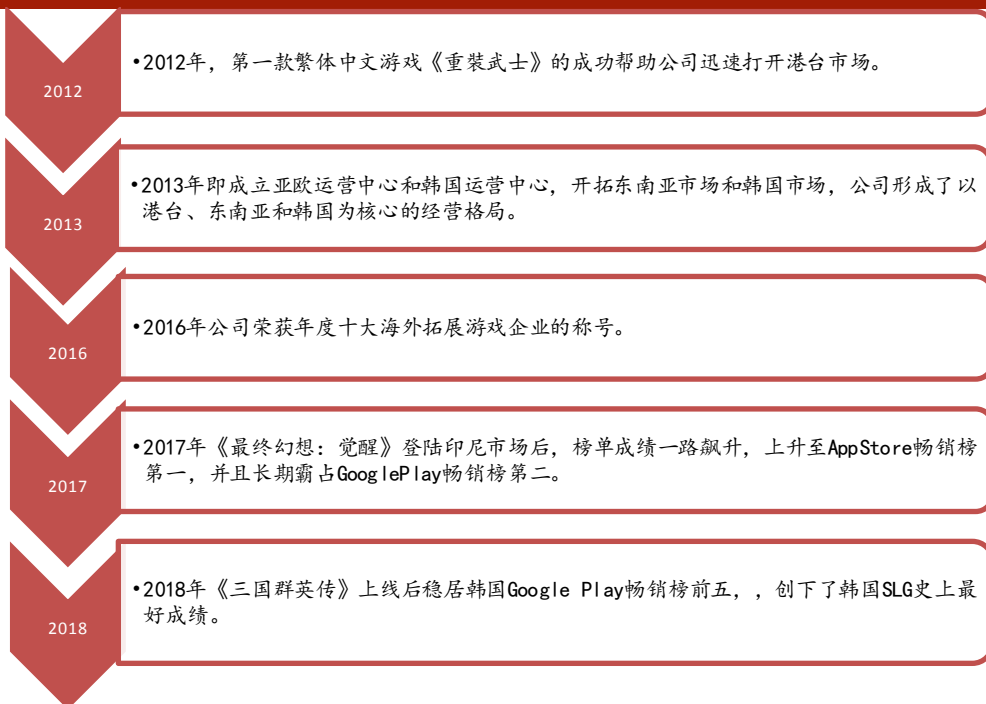 2012
•2012年，第一款繁体中文游戏《重装武士》的成功帮助公司迅速打开港台市场。
2013
•2013年即成立亚欧运营中心和韩国运营中心，开拓东南亚市场和韩国市场，公司形成了以
港台、东南亚和韩国为核心的经营格局。
2016
•2016年公司荣获年度十大海外拓展游戏企业的称号。
2017
•2017年《最终幻想：觉醒》登陆印尼市场后，榜单成绩一路飙升，上升至AppStore畅销榜
第一，并且长期霸占GooglePlay畅销榜第二。
2018
•2018年《三国群英传》上线后稳居韩国Google Play畅销榜前五，，创下了韩国SLG史上最
好成绩。